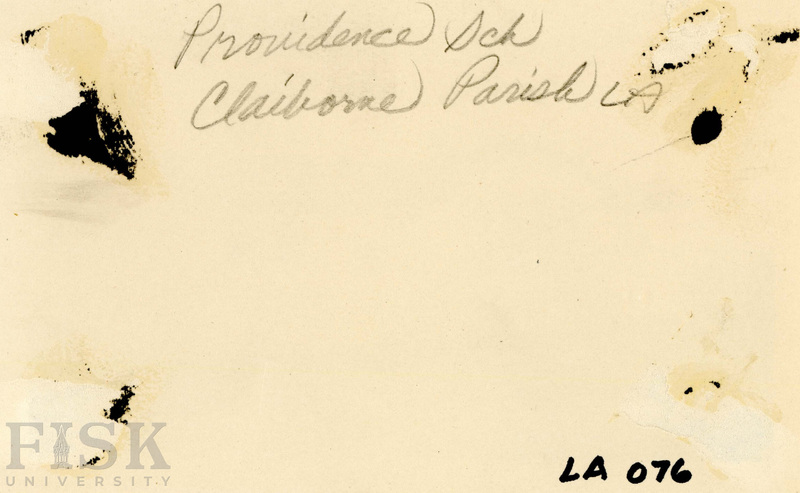 Providence Sch
Claiborne Parish LA
FISK
UNIVERSITY
LA 076